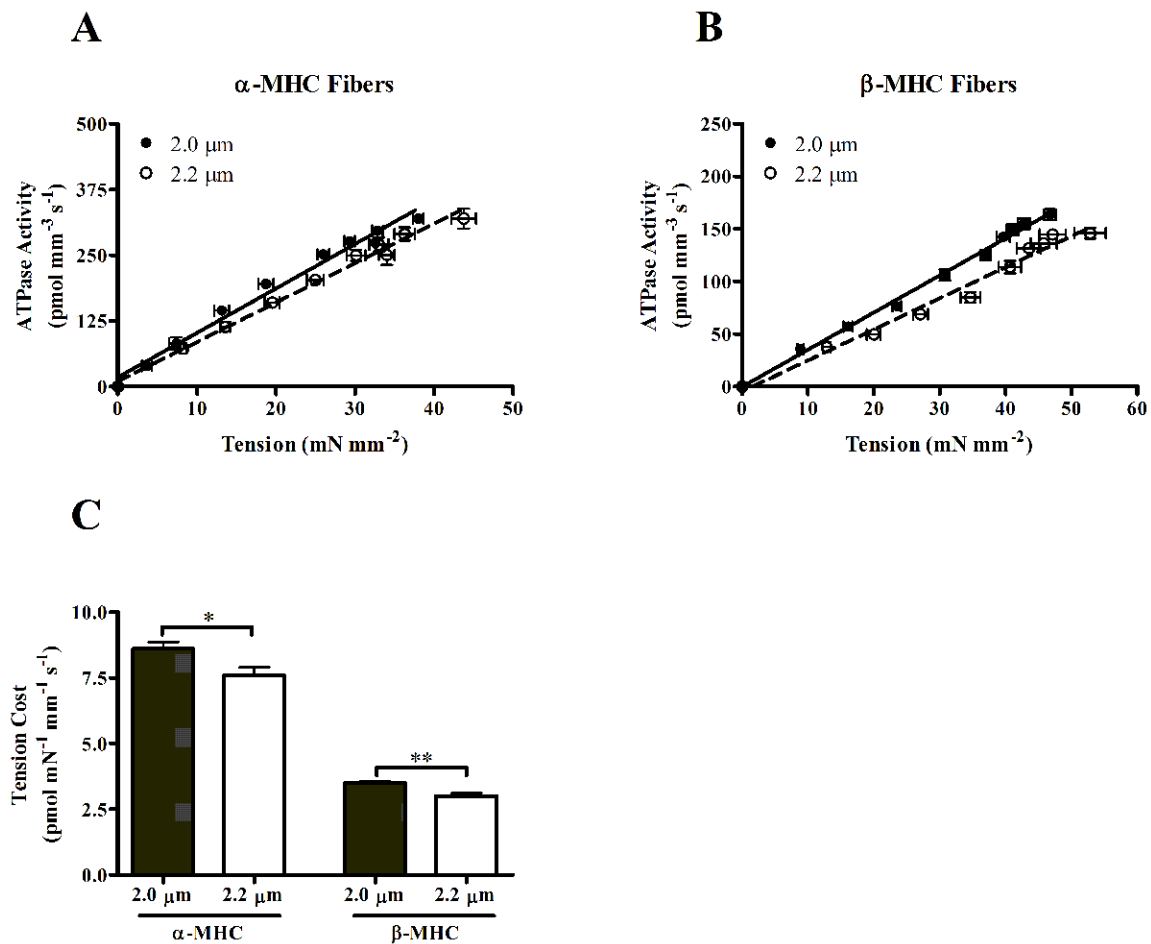 A
α-MHC Fibers
500
375
250
125
0
ATPase Activity
(pmol mm⁻³ s⁻¹)
2.0 μm
2.2 μm
0 10 20 30 40 50
Tension (mN mm⁻²)
B
β-MHC Fibers
250
200
150
100
50
0
ATPase Activity
(pmol mm⁻³ s⁻¹)
2.0 μm
2.2 μm
0 10 20 30 40 50 60
Tension (mN mm⁻²)
C
10.0
7.5
5.0
2.5
0.0
Tension Cost
(pmol mN⁻¹ mm⁻¹ s⁻¹)
*
**
2.0 μm 2.2 μm 2.0 μm 2.2 μm
α-MHC β-MHC